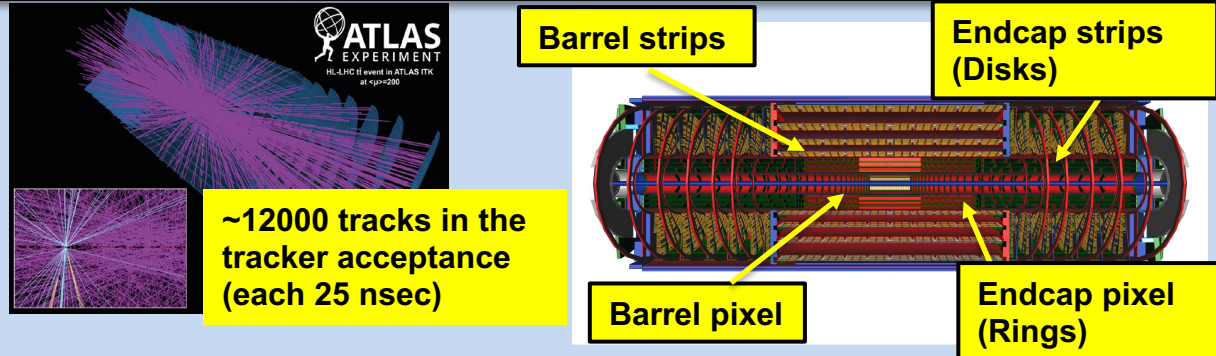 ATLAS
EXPERIMENT
HL-LHC tt̄ event in ATLAS ITK
at <µ>=200
~12000 tracks in the
tracker acceptance
(each 25 nsec)
Barrel strips
Endcap strips
(Disks)
Barrel pixel
Endcap pixel
(Rings)